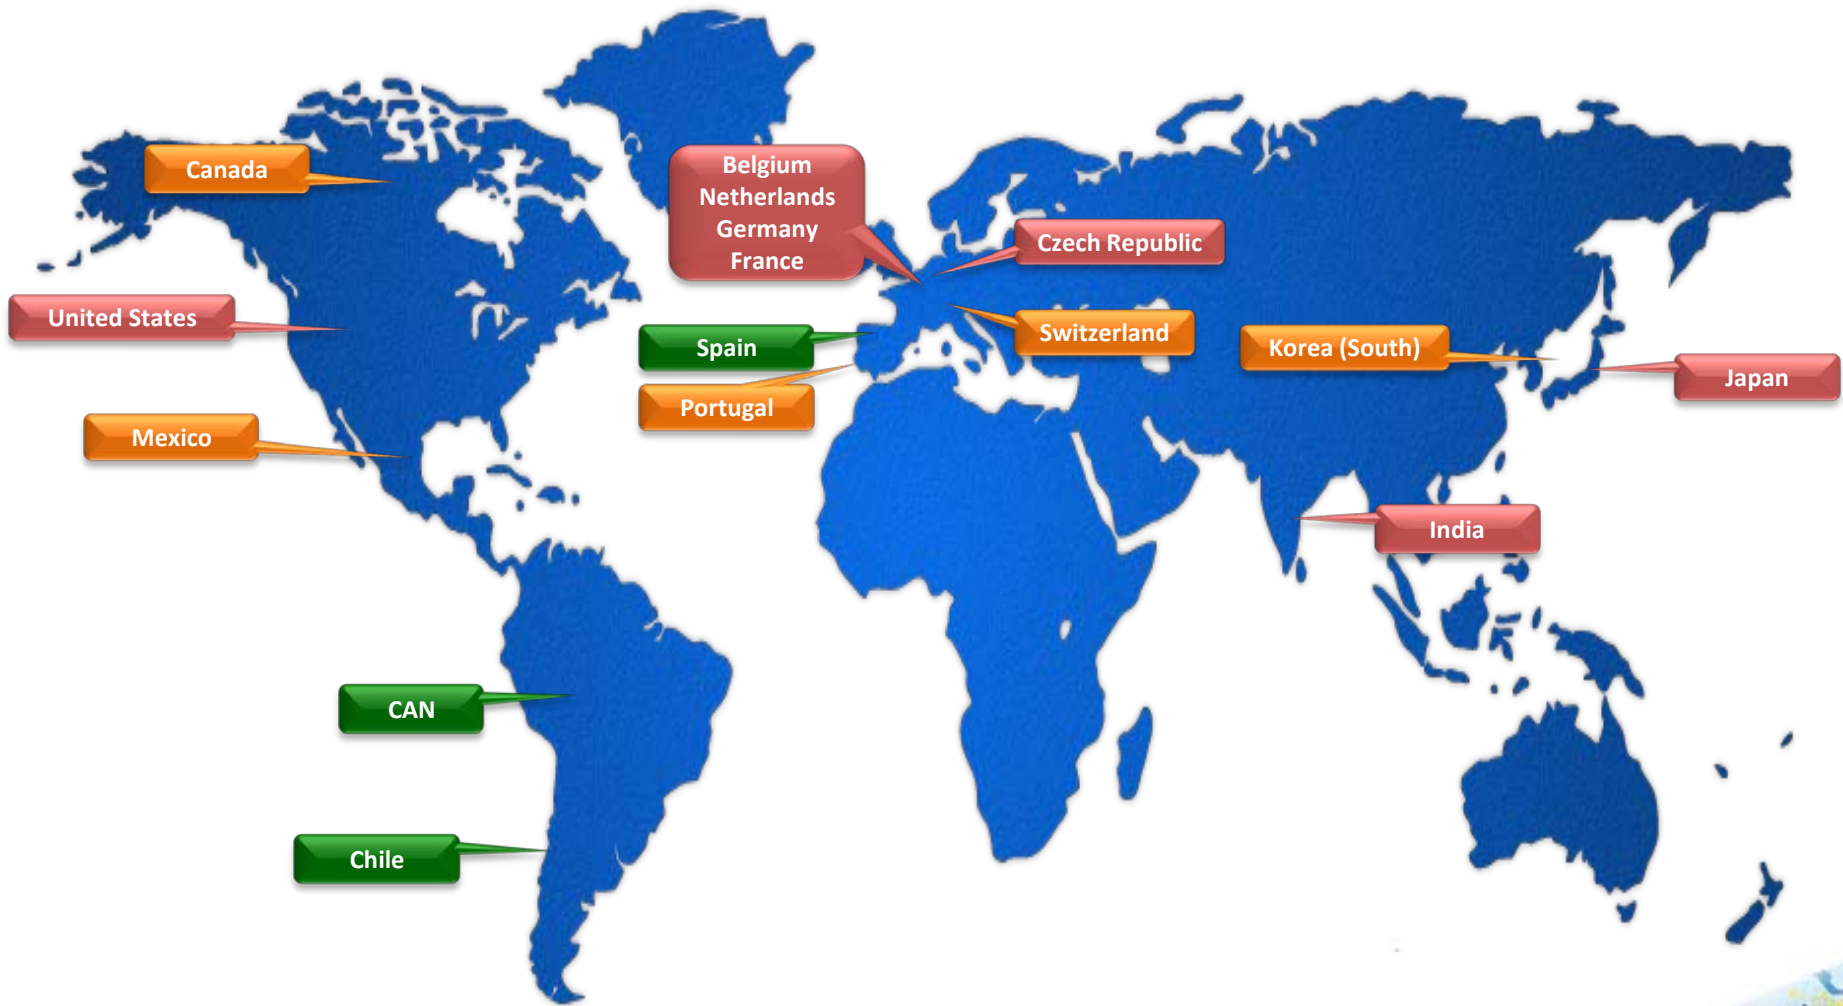 Canada
Belgium
Netherlands
Germany
France
Czech Republic
United States
Spain
Switzerland
Korea (South)
Japan
Portugal
Mexico
India
CAN
Chile